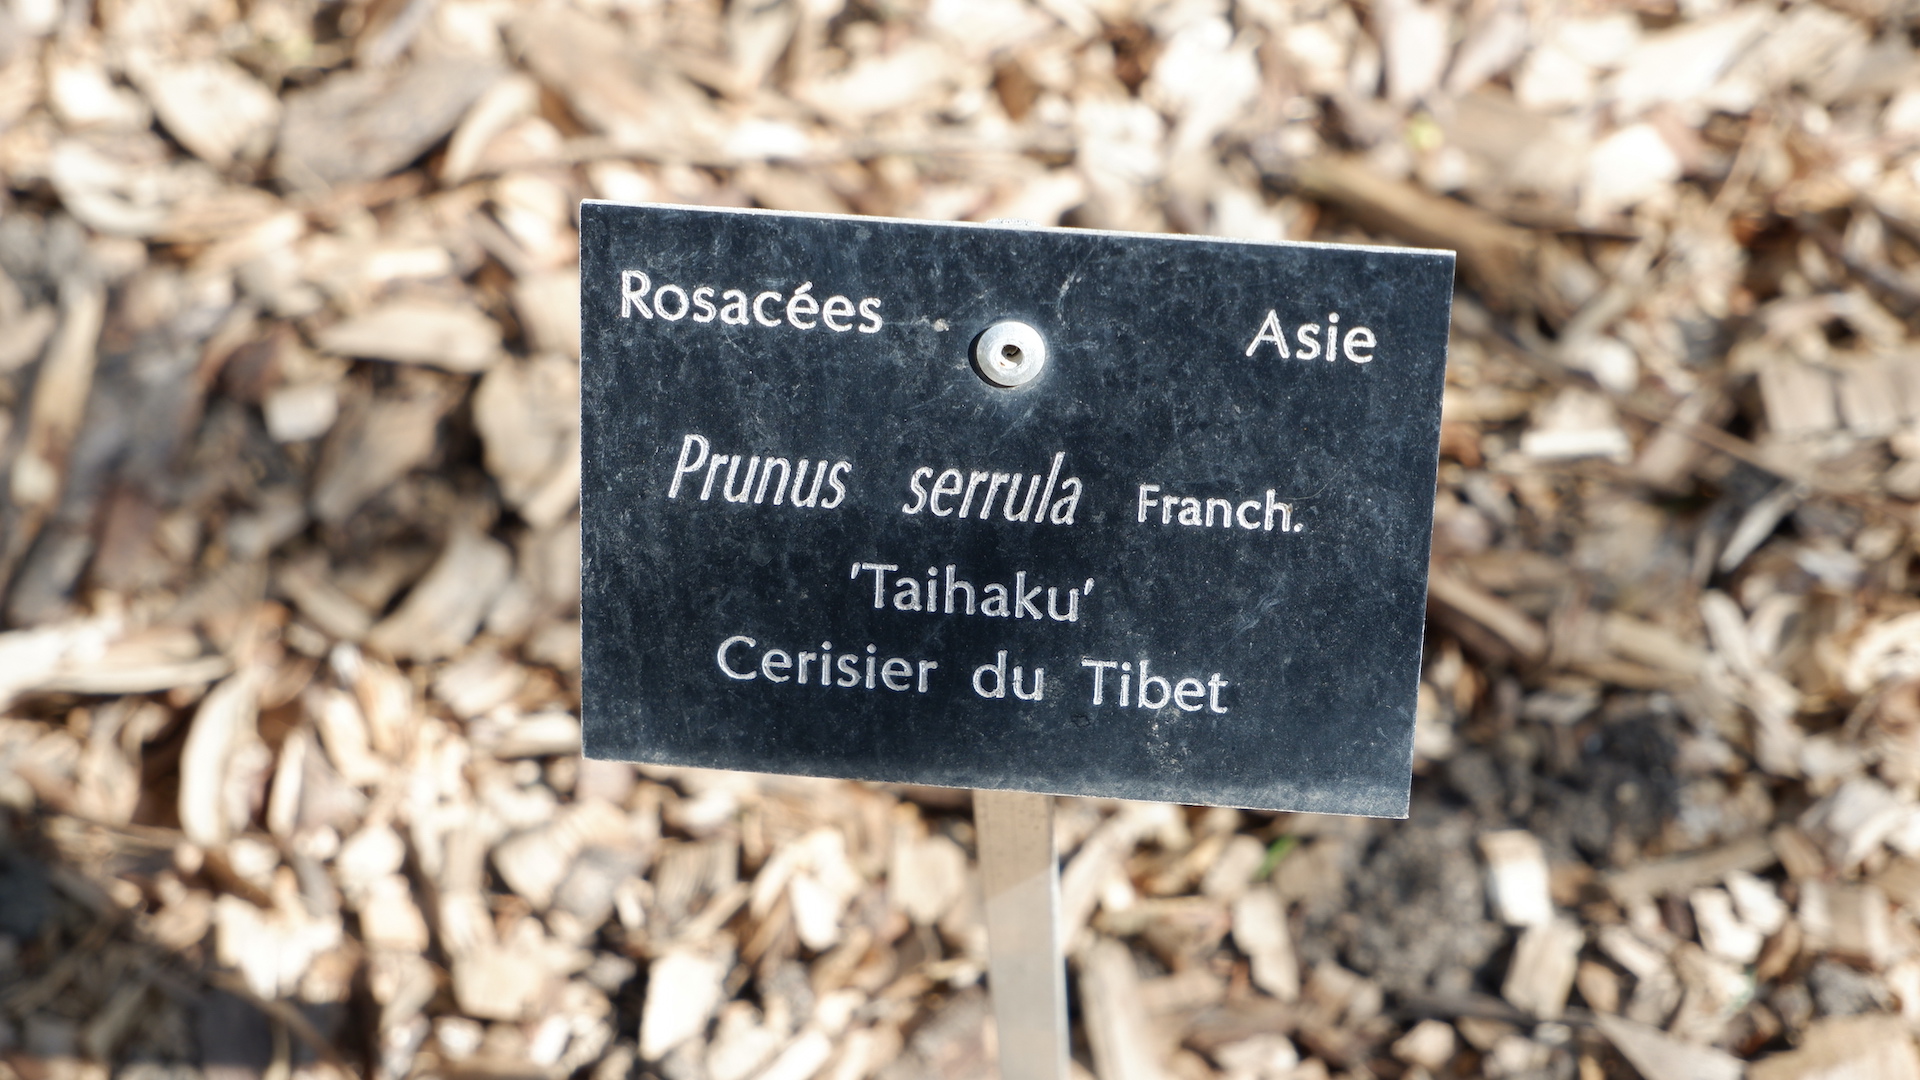 Rosacées Asie
Prunus serrula Franch.
'Taihaku'
Cerisier du Tibet